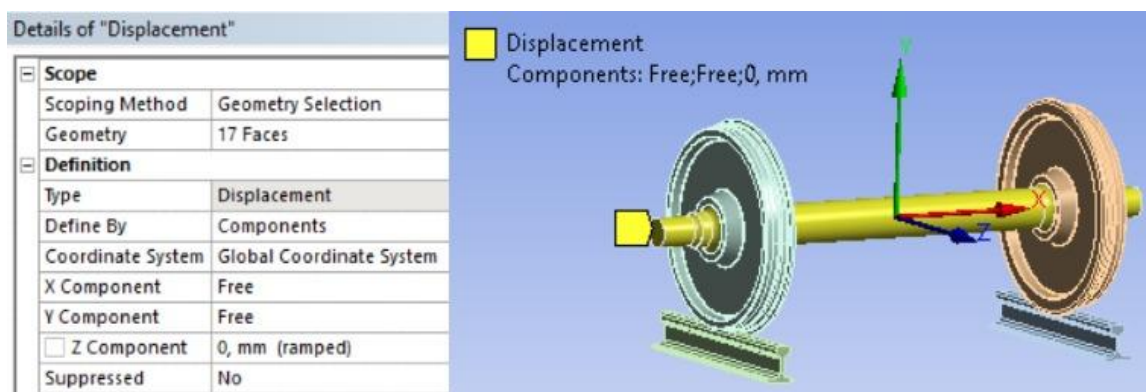 Details of "Displacement"
Scope
Scoping Method Geometry Selection
Geometry 17 Faces
Definition
Type Displacement
Define By Components
Coordinate System Global Coordinate System
X Component Free
Y Component Free
Z Component 0, mm (ramped)
Suppressed No
Displacement
Components: Free;Free;0, mm
Y
X
Z